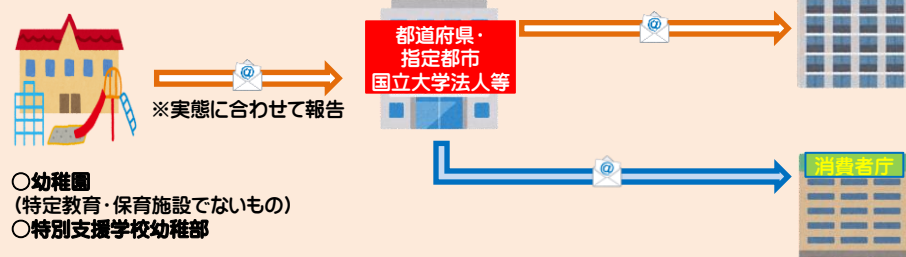 都道府県・
指定都市
国立大学法人等
※実態に合わせて報告
消費者庁
○幼稚園
（特定教育・保育施設でないもの）
○特別支援学校幼稚部